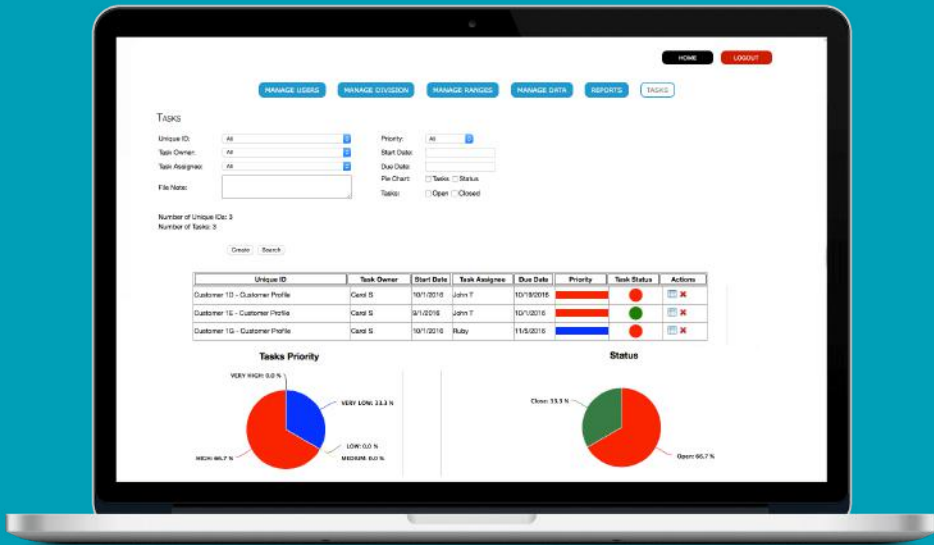 HOME LOGOUT
MANAGE USERS MANAGE DIVISION MANAGE RANGES MANAGE DATA REPORTS TASKS
TASKS
Unique ID: All Priority: All
Task Owner: All Start Date:
Task Assignee: All Due Date:
Pie Chart: Tasks Status
File Note:
Tasks: Open Closed
Number of Unique IDs: 3
Number of Tasks: 3
Create Search
Unique ID Task Owner Start Date Task Assignee Due Date Priority Task Status Actions
Customer 1D - Customer Profile Carol S 10/1/2016 John T 10/18/2016
Customer 1E - Customer Profile Carol S 9/1/2016 John T 10/1/2016
Customer 1G - Customer Profile Carol S 10/1/2016 Ruby 11/5/2016
Tasks Priority Status
VERY HIGH: 0.0 %
VERY LOW: 33.3 %
Close: 33.3 %
LOW: 0.0 %
HIGH: 66.7 % MEDIUM: 0.0 %
Open: 66.7 %